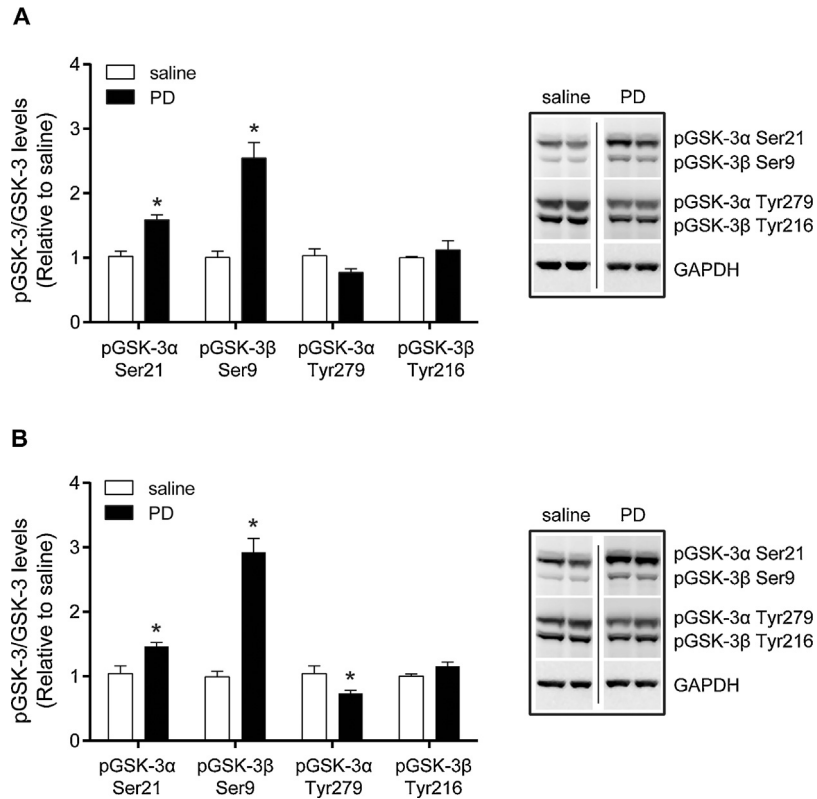 A
pGSK-3/GSK-3 levels
(Relative to saline)
4
3
2
1
0
saline
PD
*
*
pGSK-3α
Ser21
pGSK-3β
Ser9
pGSK-3α
Tyr279
pGSK-3β
Tyr216
saline PD
pGSK-3α Ser21
pGSK-3β Ser9
pGSK-3α Tyr279
pGSK-3β Tyr216
GAPDH
B
pGSK-3/GSK-3 levels
(Relative to saline)
4
3
2
1
0
saline
PD
*
*
*
pGSK-3α
Ser21
pGSK-3β
Ser9
pGSK-3α
Tyr279
pGSK-3β
Tyr216
saline PD
pGSK-3α Ser21
pGSK-3β Ser9
pGSK-3α Tyr279
pGSK-3β Tyr216
GAPDH